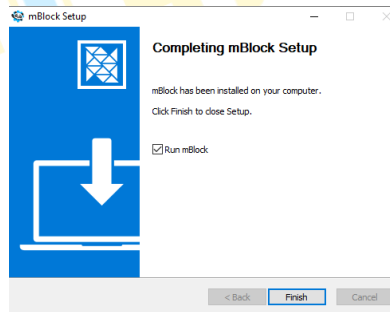 mBlock Setup
Completing mBlock Setup
mBlock has been installed on your computer.
Click Finish to close Setup.
Run mBlock
< Back Finish Cancel